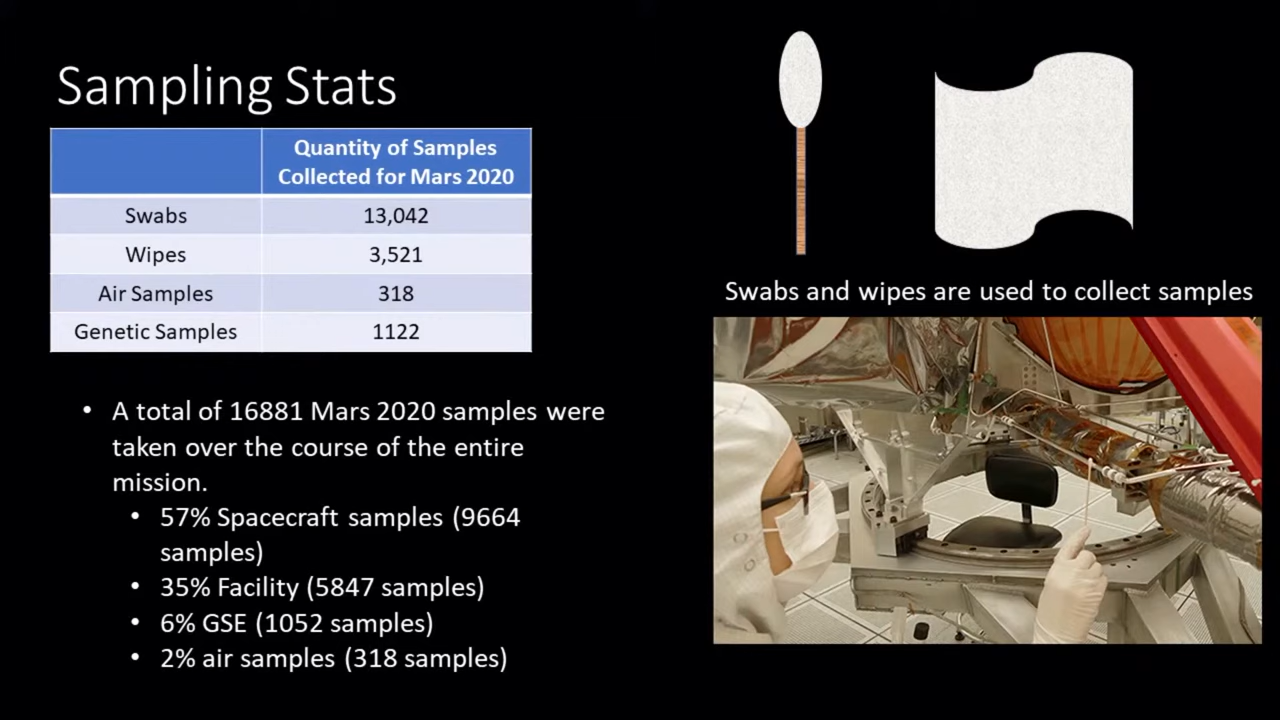 Sampling Stats
Quantity of Samples
Collected for Mars 2020
Swabs 13,042
Wipes 3,521
Air Samples 318
Genetic Samples 1122
• A total of 16881 Mars 2020 samples were
taken over the course of the entire
mission.
• 57% Spacecraft samples (9664
samples)
• 35% Facility (5847 samples)
• 6% GSE (1052 samples)
• 2% air samples (318 samples)
Swabs and wipes are used to collect samples